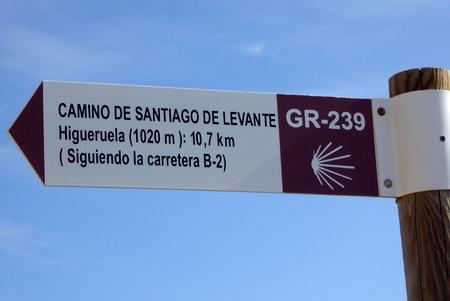 CAMINO DE SANTIAGO DE LEVANTE
Higueruela (1020 m ): 10,7 km
( Siguiendo la carretera B-2)
GR-239